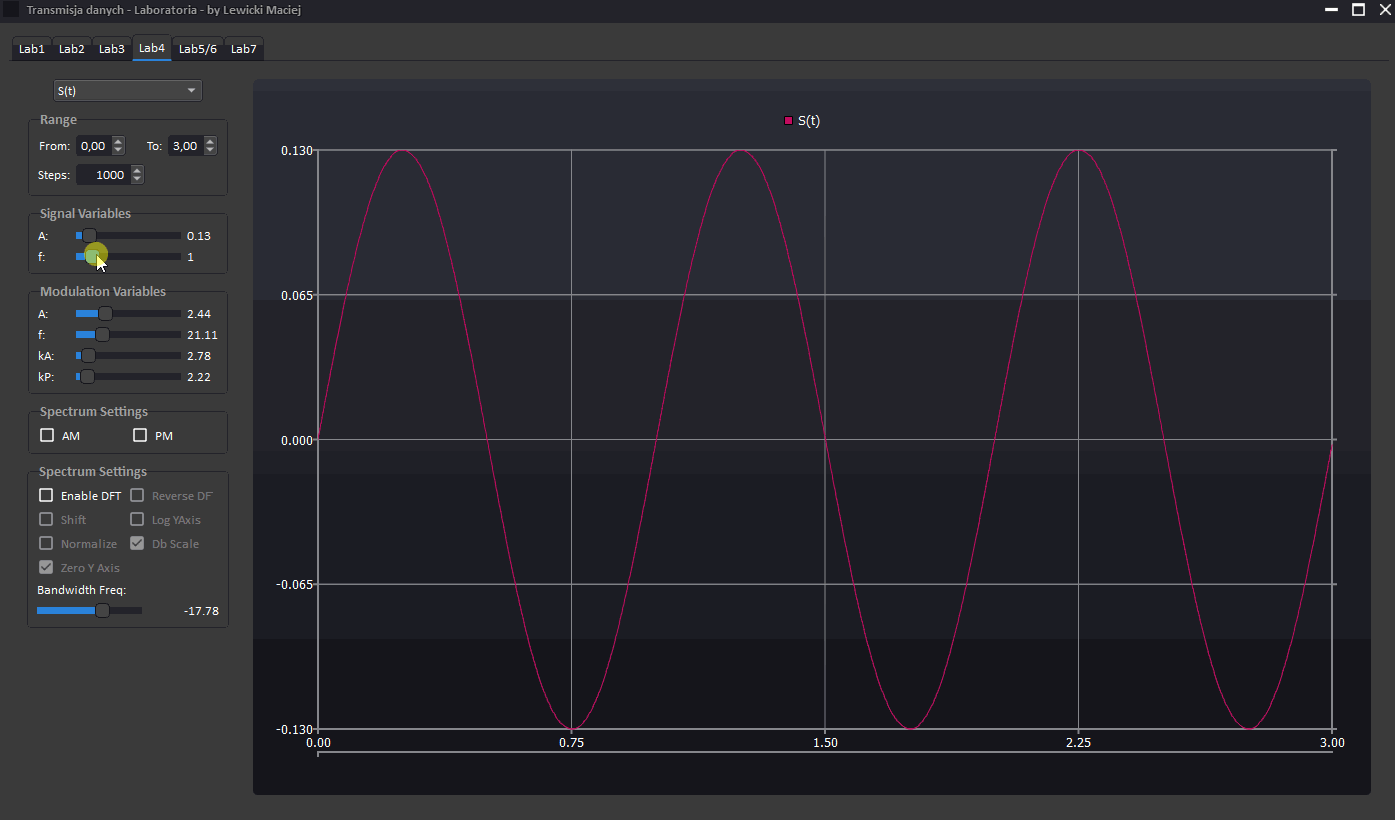 Transmisja danych - Laboratoria - by Lewicki Maciej
Lab1 Lab2 Lab3 Lab4 Lab5/6 Lab7
S(t)
Range
From: 0,00 To: 3,00
Steps: 1000
Signal Variables
A: 0.13
f: 1
Modulation Variables
A: 2.44
f: 21.11
kA: 2.78
kP: 2.22
Spectrum Settings
AM PM
Spectrum Settings
Enable DFT Reverse DF
Shift Log YAxis
Normalize Db Scale
Zero Y Axis
Bandwidth Freq:
-17.78
S(t)
0.130
0.065
0.000
-0.065
-0.130
0.00 0.75 1.50 2.25 3.00